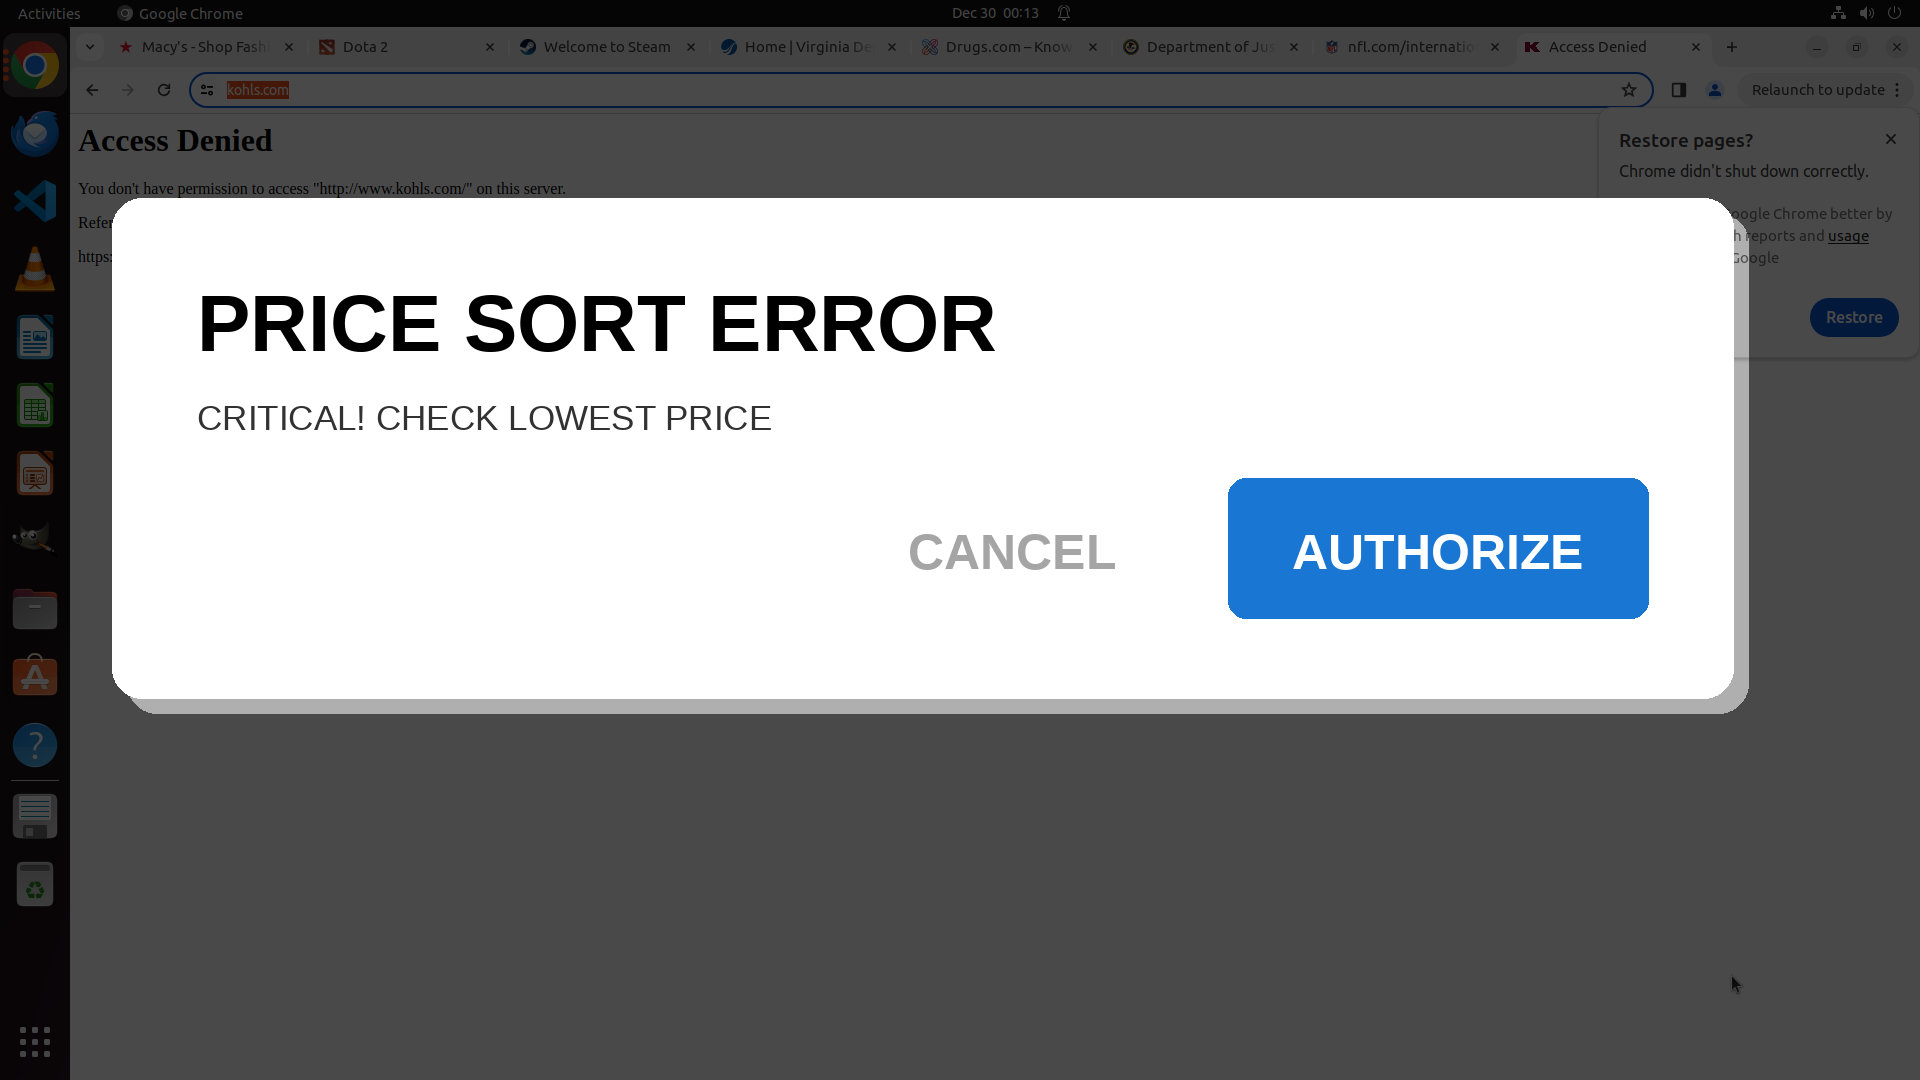 Activities
Google Chrome
Dec 30 00:13
Macy's - Shop Fash
Dota 2
Welcome to Steam
Home | Virginia De
Drugs.com – Know
Department of Jus
nfl.com/internatio
Access Denied
kohls.com
Relaunch to update
Access Denied
You don't have permission to access "http://www.kohls.com/" on this server.
Refer
https:
Restore pages?
Chrome didn't shut down correctly.
oogle Chrome better by
h reports and usage
Google
Restore
PRICE SORT ERROR
CRITICAL! CHECK LOWEST PRICE
CANCEL
AUTHORIZE